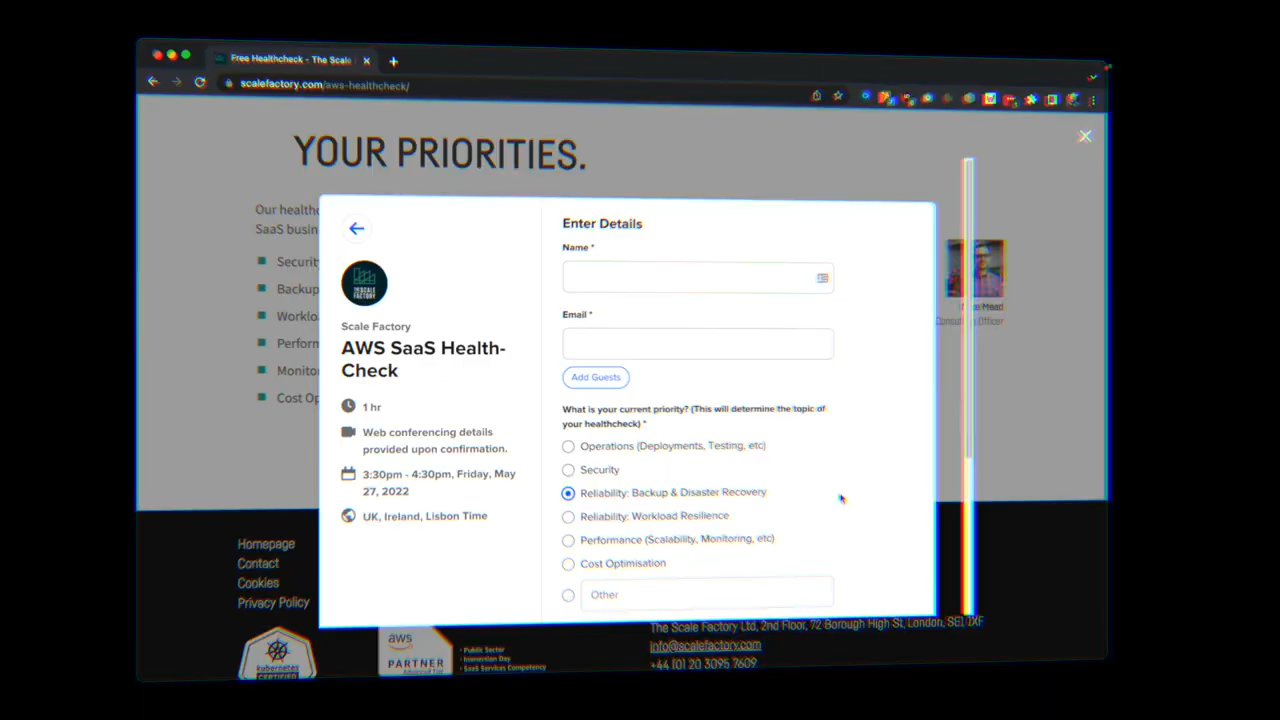 Free Healthcheck - The Scale
scalefactory.com/aws-healthcheck/
YOUR PRIORITIES.
Our health
SaaS busin
Security
Backup
Worklo
Perform
Monito
Cost Op
Mead
Officer
THE SCALE
FACTORY
Scale Factory
AWS SaaS Health-
Check
1 hr
Web conferencing details
provided upon confirmation.
3:30pm - 4:30pm, Friday, May
27, 2022
UK, Ireland, Lisbon Time
Enter Details
Name *
Email *
Add Guests
What is your current priority? (This will determine the topic of
your healthcheck) *
Operations (Deployments, Testing, etc)
Security
Reliability: Backup & Disaster Recovery
Reliability: Workload Resilience
Performance (Scalability, Monitoring, etc)
Cost Optimisation
Other
Homepage
Contact
Cookies
Privacy Policy
kubernetes
CERTIFIED
aws
PARTNER
Public Sector
Immersion Day
SaaS Services Competency
The Scale Factory Ltd, 2nd Floor, 72 Borough High St, London, SE1 1XF
info@scalefactory.com
+44 (0) 20 3095 7609